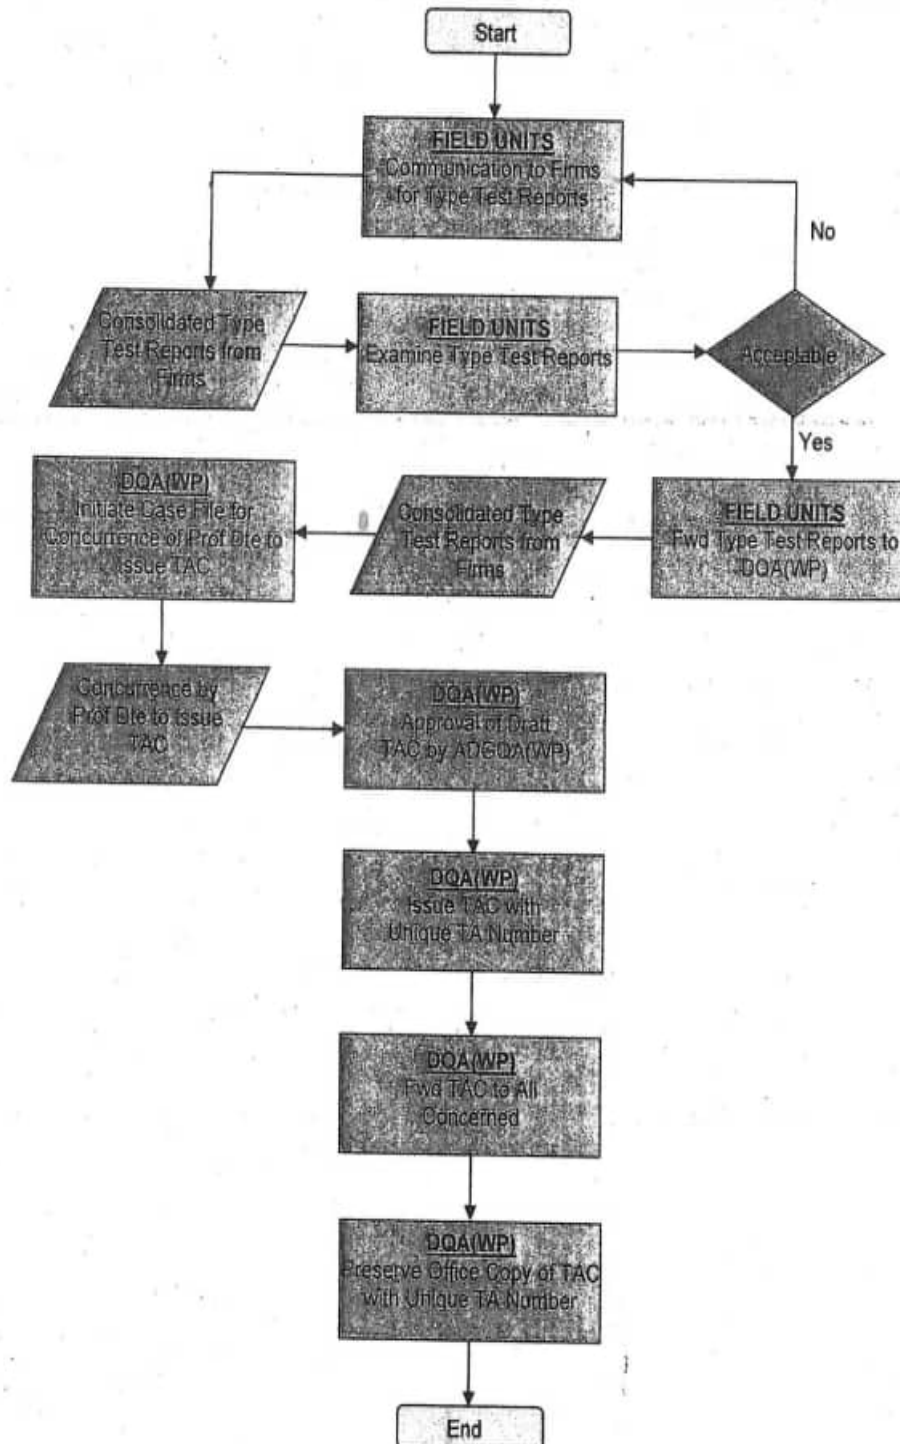 Start
FIELD UNITS
Communication to Firms
for Type Test Reports
No
Consolidated Type
Test Reports from
Firms
FIELD UNITS
Examine Type Test Reports
Acceptable
Yes
DQA(WP)
Initiate Case File for
Concurrence of Prof Dte to
Issue TAC
Consolidated Type
Test Reports from
Firms
FIELD UNITS
Fwd Type Test Reports to
DQA(WP)
Concurrence by
Prof Dte to Issue
TAC
DQA(WP)
Approval of Draft
TAC by ADGQA(WP)
DQA(WP)
Issue TAC with
Unique TA Number
DQA(WP)
Fwd TAC to All
Concerned
DQA(WP)
Preserve Office Copy of TAC
with Unique TA Number
End